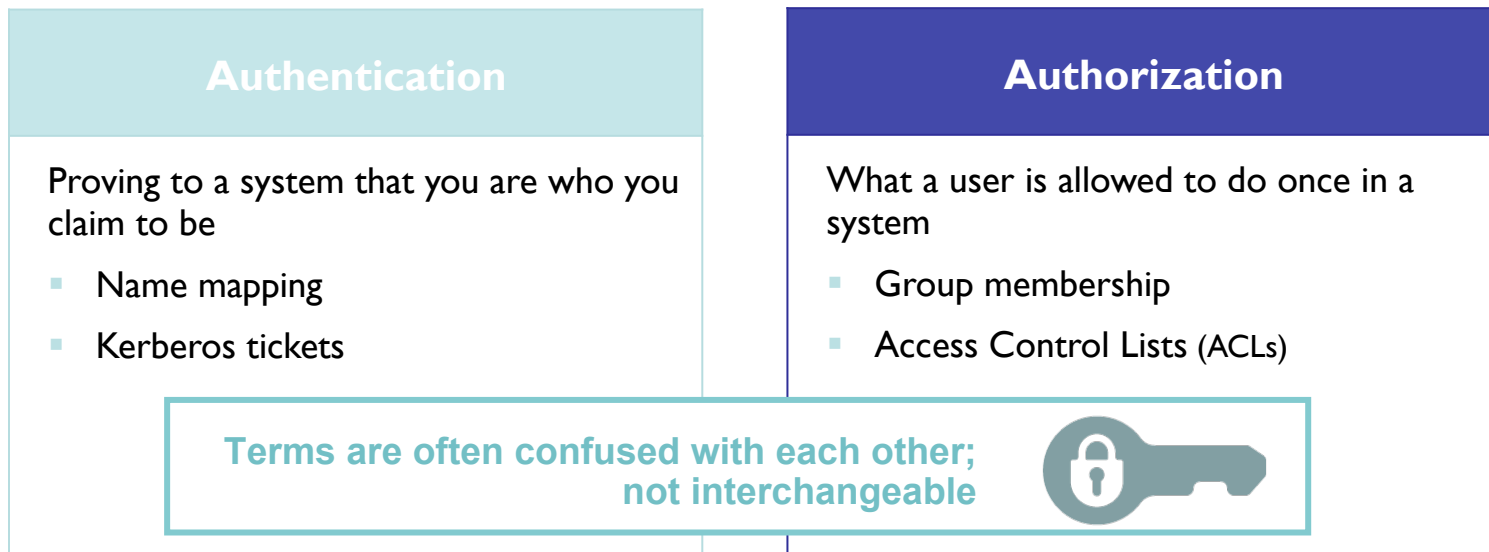 Authentication
Proving to a system that you are who you
claim to be
▪ Name mapping
▪ Kerberos tickets
Authorization
What a user is allowed to do once in a
system
▪ Group membership
▪ Access Control Lists (ACLs)
Terms are often confused with each other;
not interchangeable